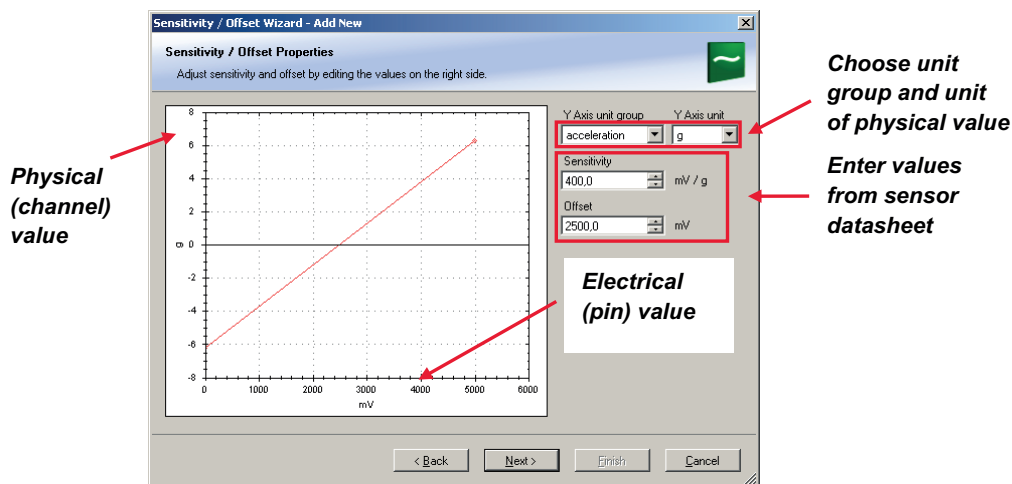 Sensitivity / Offset Wizard - Add New
Sensitivity / Offset Properties
Adjust sensitivity and offset by editing the values on the right side.
Physical
(channel)
value
8
6
4
2
0
-2
-4
-6
-8
g
0 1000 2000 3000 4000 5000 6000
mV
Y Axis unit group Y Axis unit
acceleration g
Sensitivity
400,0 mV / g
Offset
2500,0 mV
Electrical
(pin) value
Choose unit
group and unit
of physical value
Enter values
from sensor
datasheet
< Back Next > Finish Cancel